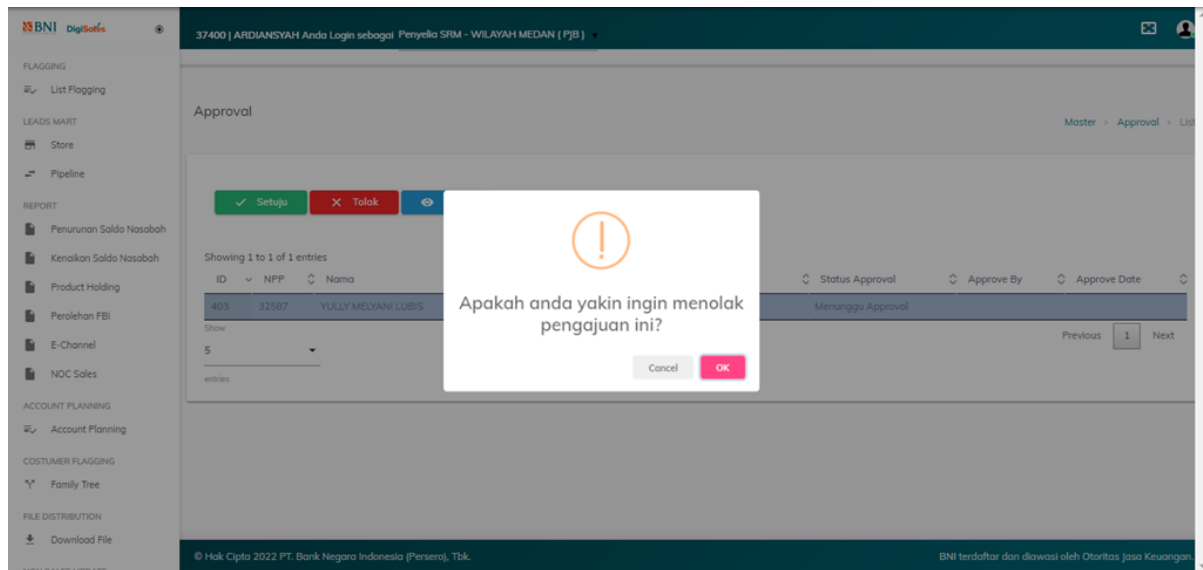 BNI DigiSales
37400 | ARDIANSYAH Anda Login sebagai Penyelia SRM - WILAYAH MEDAN ( PJB )
FLAGGING
List Flagging
LEADS MART
Store
Pipeline
REPORT
Penurunan Saldo Nasabah
Kenaikan Saldo Nasabah
Product Holding
Perolehan FBI
E-Channel
NOC Sales
ACCOUNT PLANNING
Account Planning
COSTUMER FLAGGING
Family Tree
FILE DISTRIBUTION
Download File
Approval
Master > Approval > List
Setuju
Tolak
Showing 1 to 1 of 1 entries
ID NPP Nama Status Approval Approve By Approve Date
403 32587 YULLY MELYANI LUBIS Menunggu Approval
Show
5
entries
Previous 1 Next
Apakah anda yakin ingin menolak
pengajuan ini?
Cancel OK
© Hak Cipta 2022 PT. Bank Negara Indonesia (Persero), Tbk.
BNI terdaftar dan diawasi oleh Otoritas Jasa Keuangan.